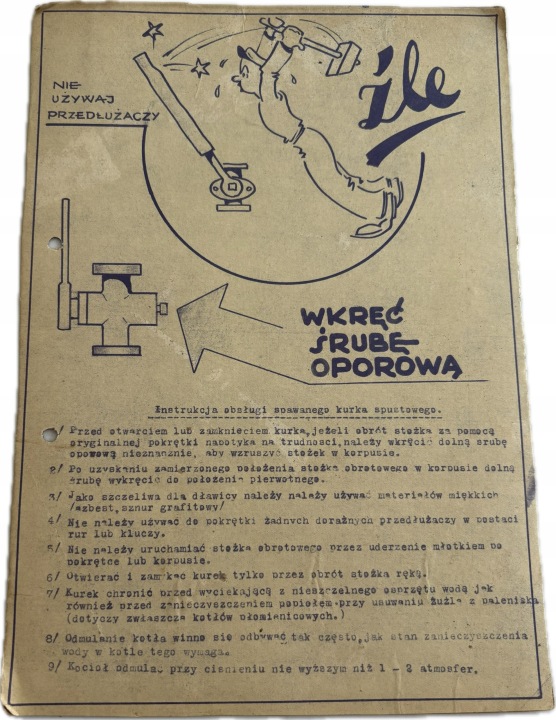 NIE
UŻYWAJ
PRZEDŁUŻACZY
źle
WKRĘĆ
ŚRUBĘ
OPOROWĄ
Instrukcja obsługi spawanego kurka spustowego.
1/ Przed otwarciem lub zamknięciem kurka, jeżeli obrót stożka za pomocą
oryginalnej pokrętki napotyka na trudności, należy wkręcić dolną śrubę
oporową nieznacznie, aby wzruszyć stożek w korpusie.
2/ Po uzyskaniu zamierzonego położenia stożka obrotowego w korpusie dolną
śrubę wykręcić do położenia pierwotnego.
3/ Jako szczeliwa dla dławicy należy należy używać materiałów miękkich
/azbest, sznur grafitowy/
4/ Nie należy używać do pokrętki żadnych doraźnych przedłużaczy w postaci
rur lub kluczy.
5/ Nie należy uruchamiać stożka obrotowego przez uderzenie młotkiem po
pokrętce lub korpusie.
6/ Otwierać i zamykać kurek tylko przez obrót stożka ręką.
7/ Kurek chronić przed wyciekającą z nieszczelnego osprzętu wodą jak
również przed zanieczyszczeniem popiołem przy usuwaniu żużla z paleniska
(dotyczy zwłaszcza kotłów płomienicowych.)
8/ Odmulanie kotła winno się odbywać tak często, jak stan zanieczyszczenia
wody w kotle tego wymaga.
9/ Kocioł odmulać przy ciśnieniu nie wyższym niż 1 - 2 atmosfer.